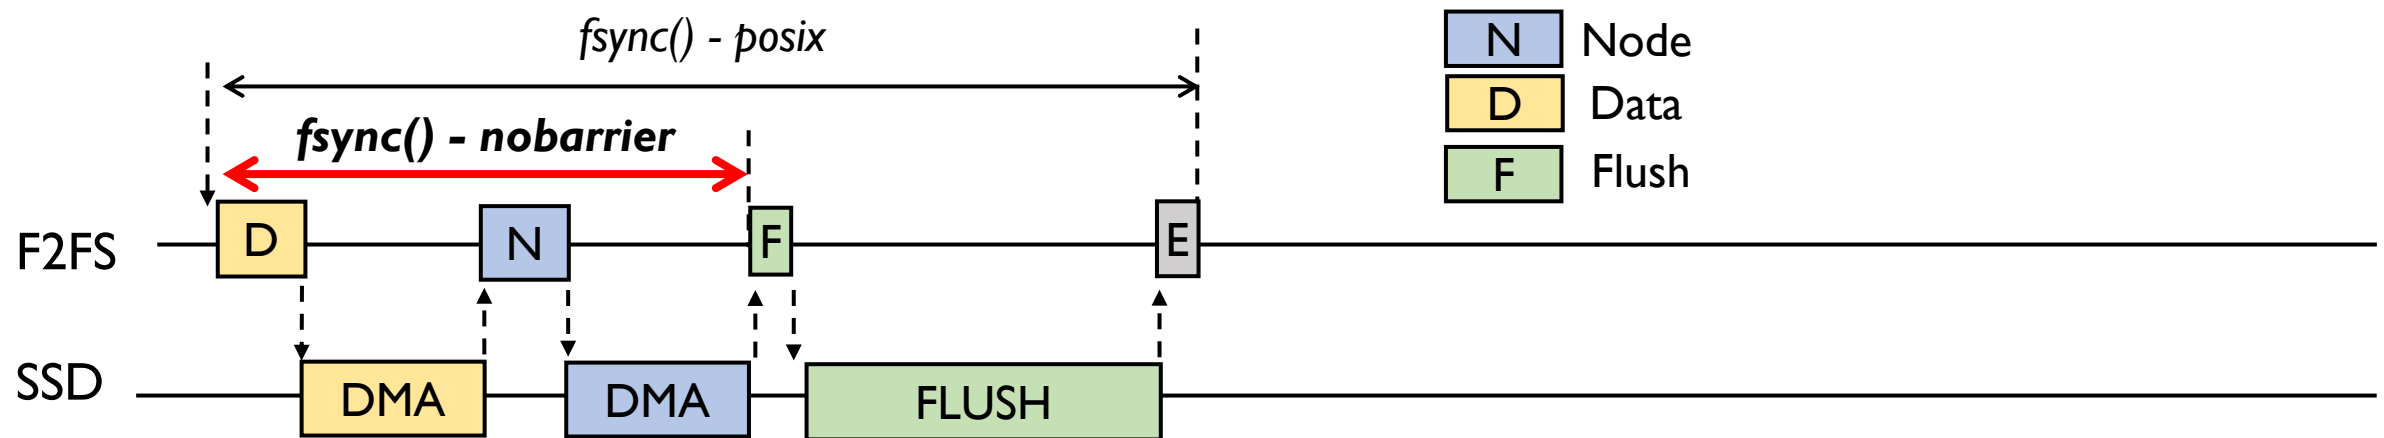 fsync() - posix
fsync() - nobarrier
N Node
D Data
F Flush
F2FS D N F E
SSD DMA DMA FLUSH